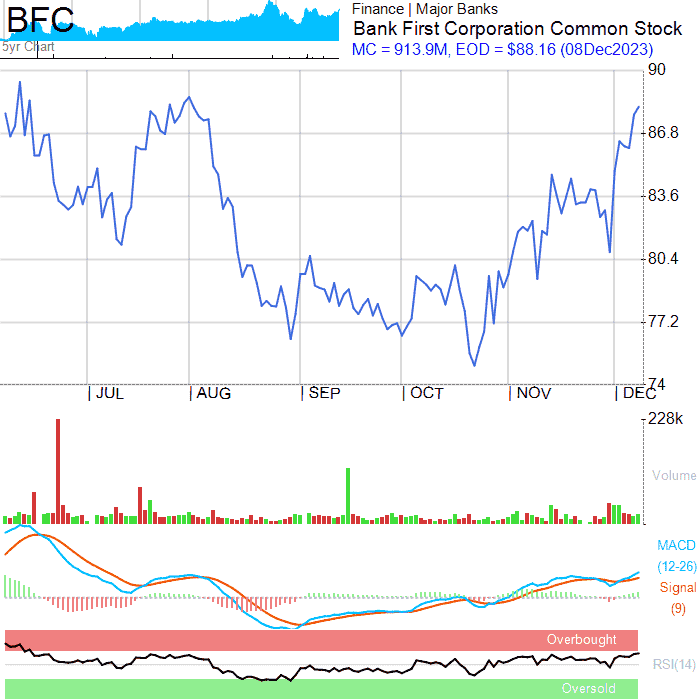 BFC
5yr Chart
Finance | Major Banks
Bank First Corporation Common Stock
MC = 913.9M, EOD = $88.16 (08Dec2023)
90
86.8
83.6
80.4
77.2
74
JUL AUG SEP OCT NOV DEC
228k
Volume
MACD
(12-26)
Signal
(9)
Overbought
RSI(14)
Oversold